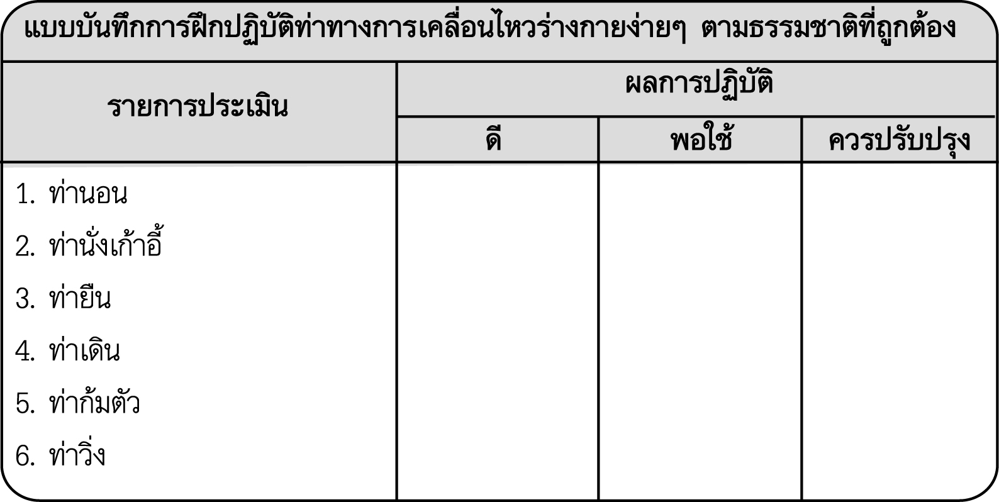 แบบบันทึกการฝึกปฏิบัติท่าทางการเคลื่อนไหวร่างกายง่ายๆ ตามธรรมชาติที่ถูกต้อง
รายการประเมิน
ผลการปฏิบัติ
ดี พอใช้ ควรปรับปรุง
1. ท่านอน
2. ท่านั่งเก้าอี้
3. ท่ายืน
4. ท่าเดิน
5. ท่าก้มตัว
6. ท่าวิ่ง